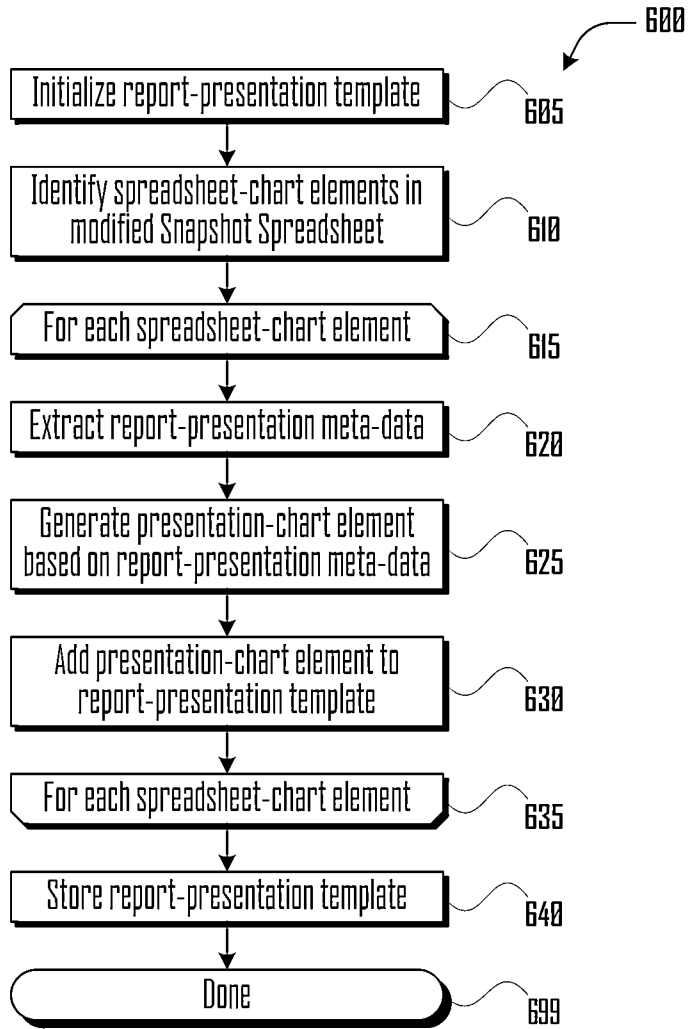 600
Initialize report-presentation template
605
Identify spreadsheet-chart elements in
modified Snapshot Spreadsheet
610
For each spreadsheet-chart element
615
Extract report-presentation meta-data
620
Generate presentation-chart element
based on report-presentation meta-data
625
Add presentation-chart element to
report-presentation template
630
For each spreadsheet-chart element
635
Store report-presentation template
640
Done
699